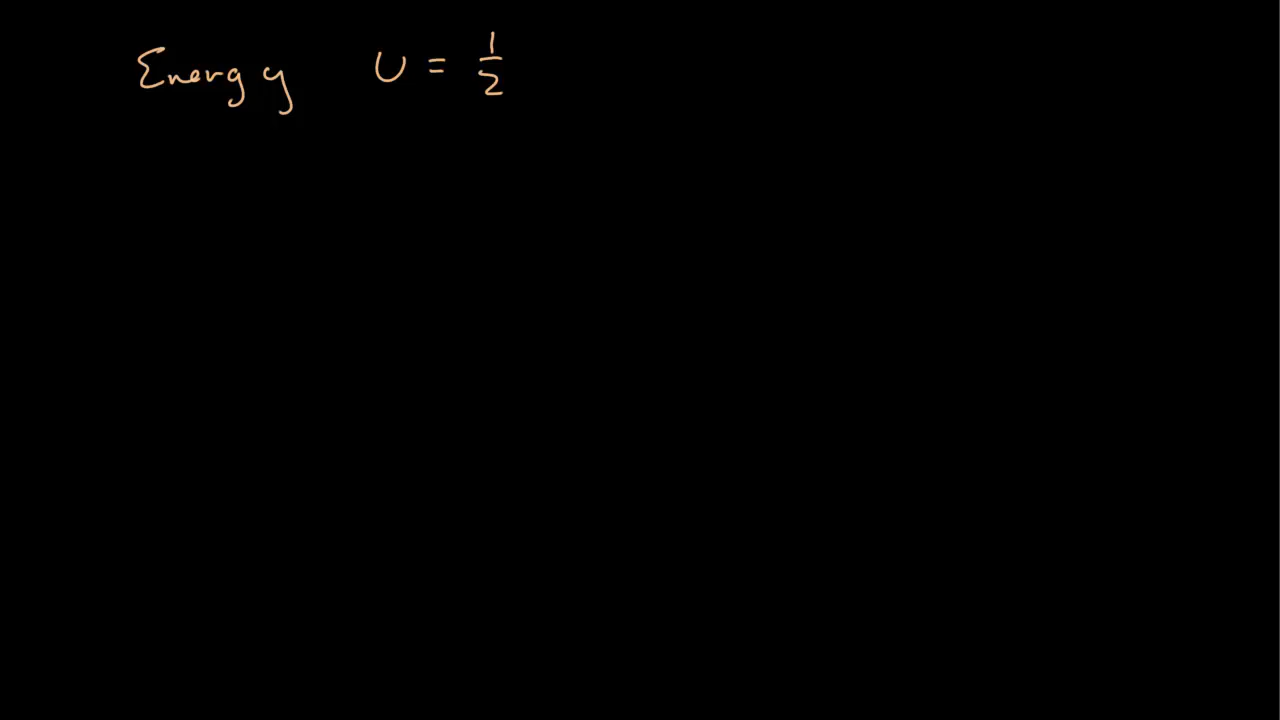 Energy U = 1/2